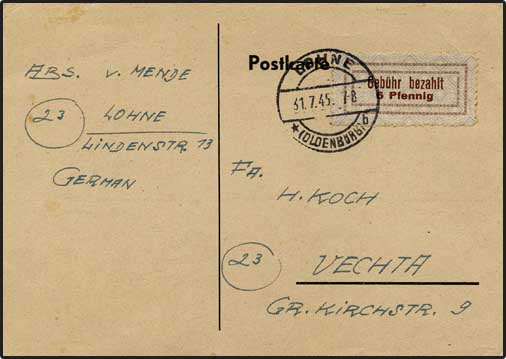 ABS. v. MENDE
23
LOHNE
LINDENSTR. 13
GERMAN
Postkarte
LOHNE
31.7.45. 7-8
* (OLDENBURG) b
Gebühr bezahlt
6 Pfennig
FA.
H. KOCH
23
VECHTA
GR. KIRCHSTR. 9